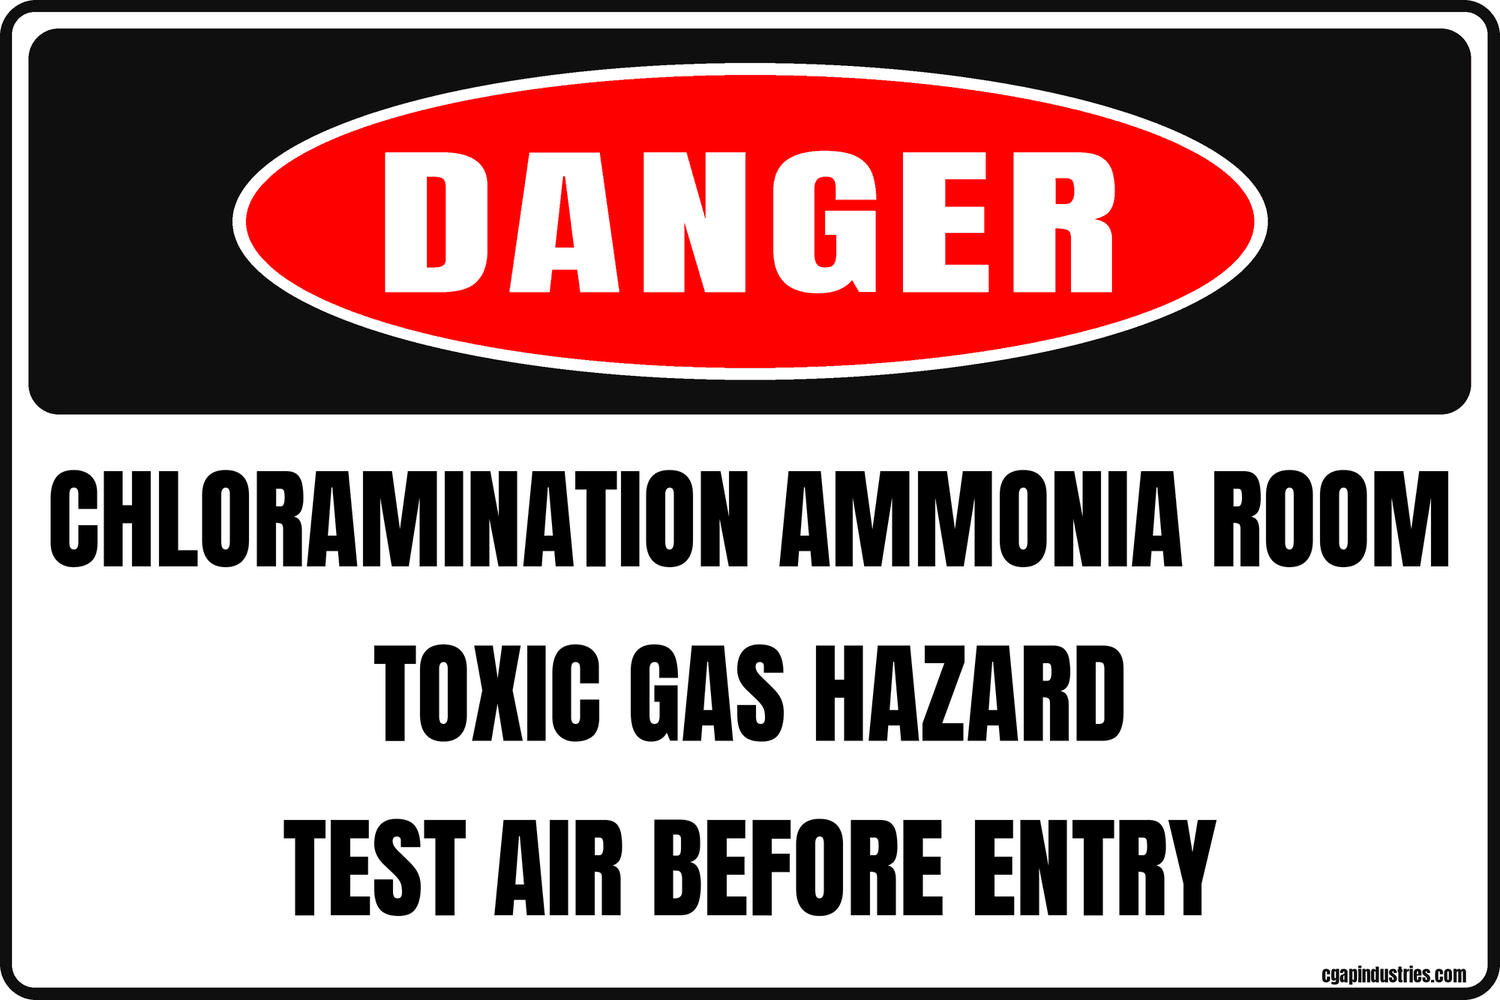 DANGER
CHLORAMINATION AMMONIA ROOM
TOXIC GAS HAZARD
TEST AIR BEFORE ENTRY
cgapindustries.com